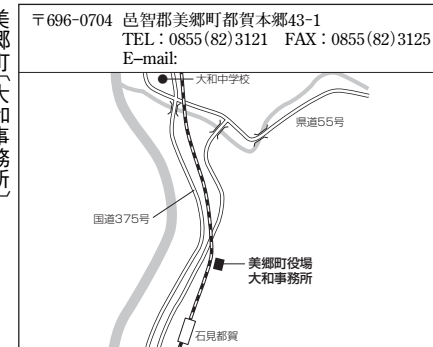 美郷町〔大和事務所〕
〒696-0704 邑智郡美郷町都賀本郷43-1
TEL：0855(82)3121 FAX：0855(82)3125
E–mail:
大和中学校
県道55号
国道375号
美郷町役場
大和事務所
石見都賀